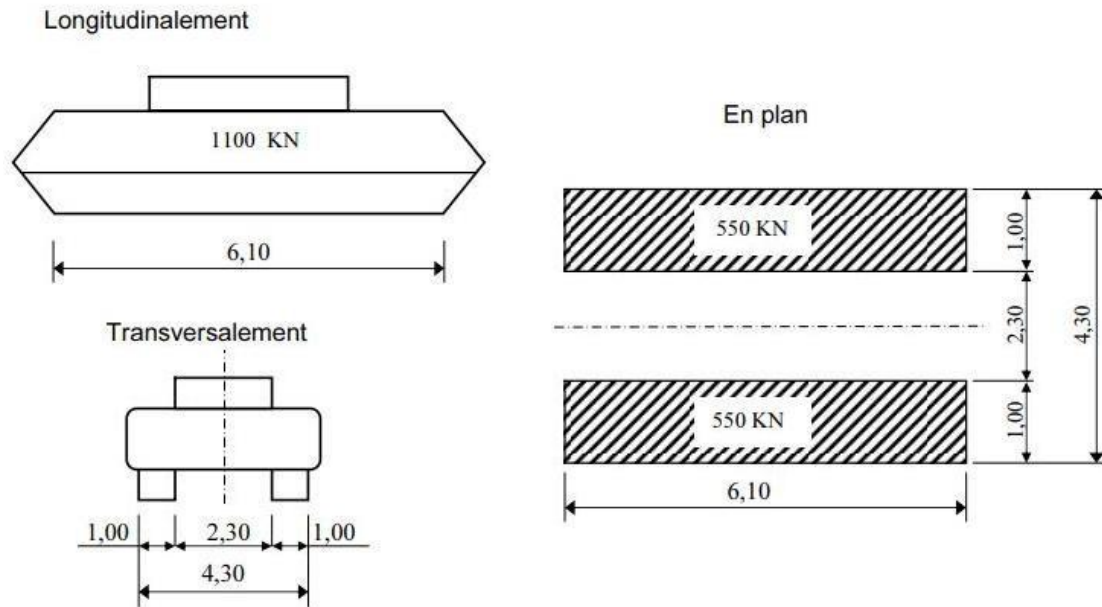 Longitudinalement
1100 KN
6,10
Transversalement
1,00 2,30 1,00
4,30
En plan
550 KN
1,00
2,30
4,30
550 KN
1,00
6,10